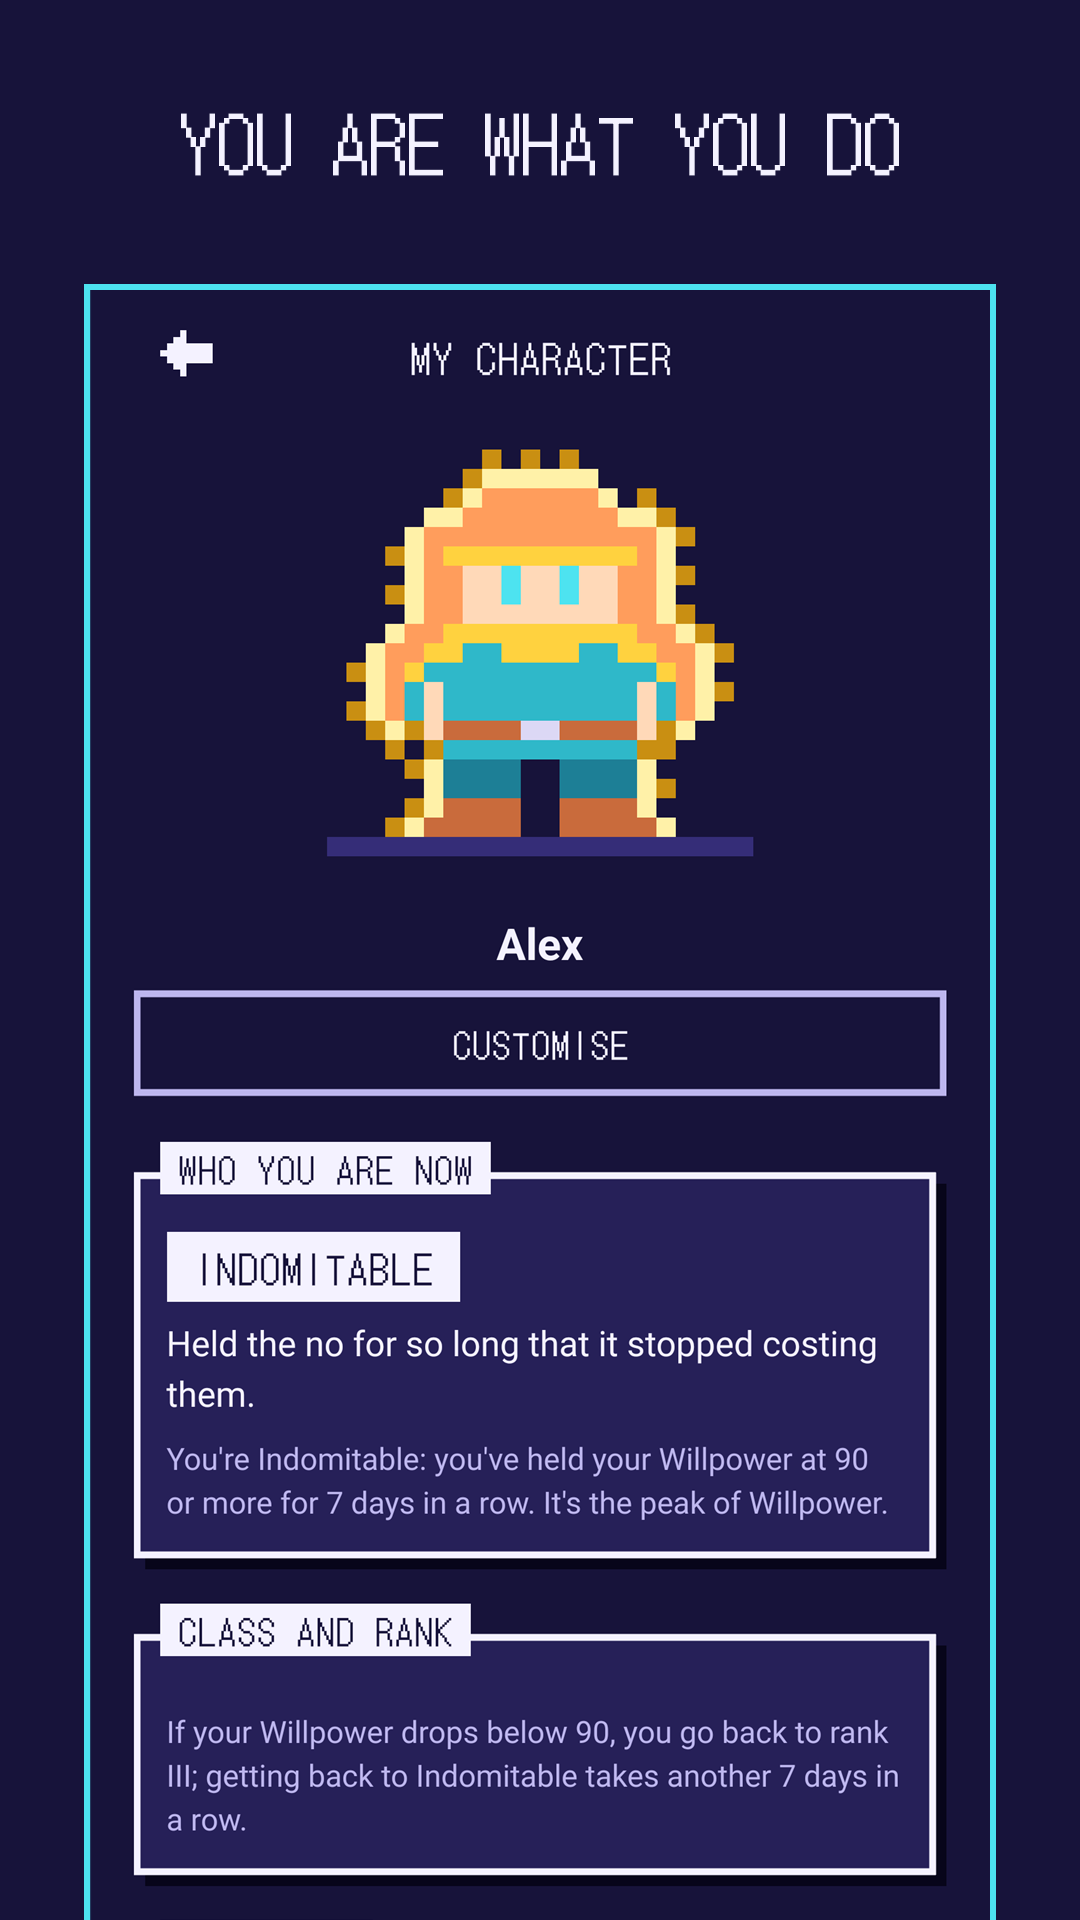 YOU ARE WHAT YOU DO
MY CHARACTER
Alex
CUSTOMISE
WHO YOU ARE NOW
INDOMITABLE
Held the no for so long that it stopped costing
them.
You're Indomitable: you've held your Willpower at 90
or more for 7 days in a row. It's the peak of Willpower.
CLASS AND RANK
If your Willpower drops below 90, you go back to rank
III; getting back to Indomitable takes another 7 days in
a row.